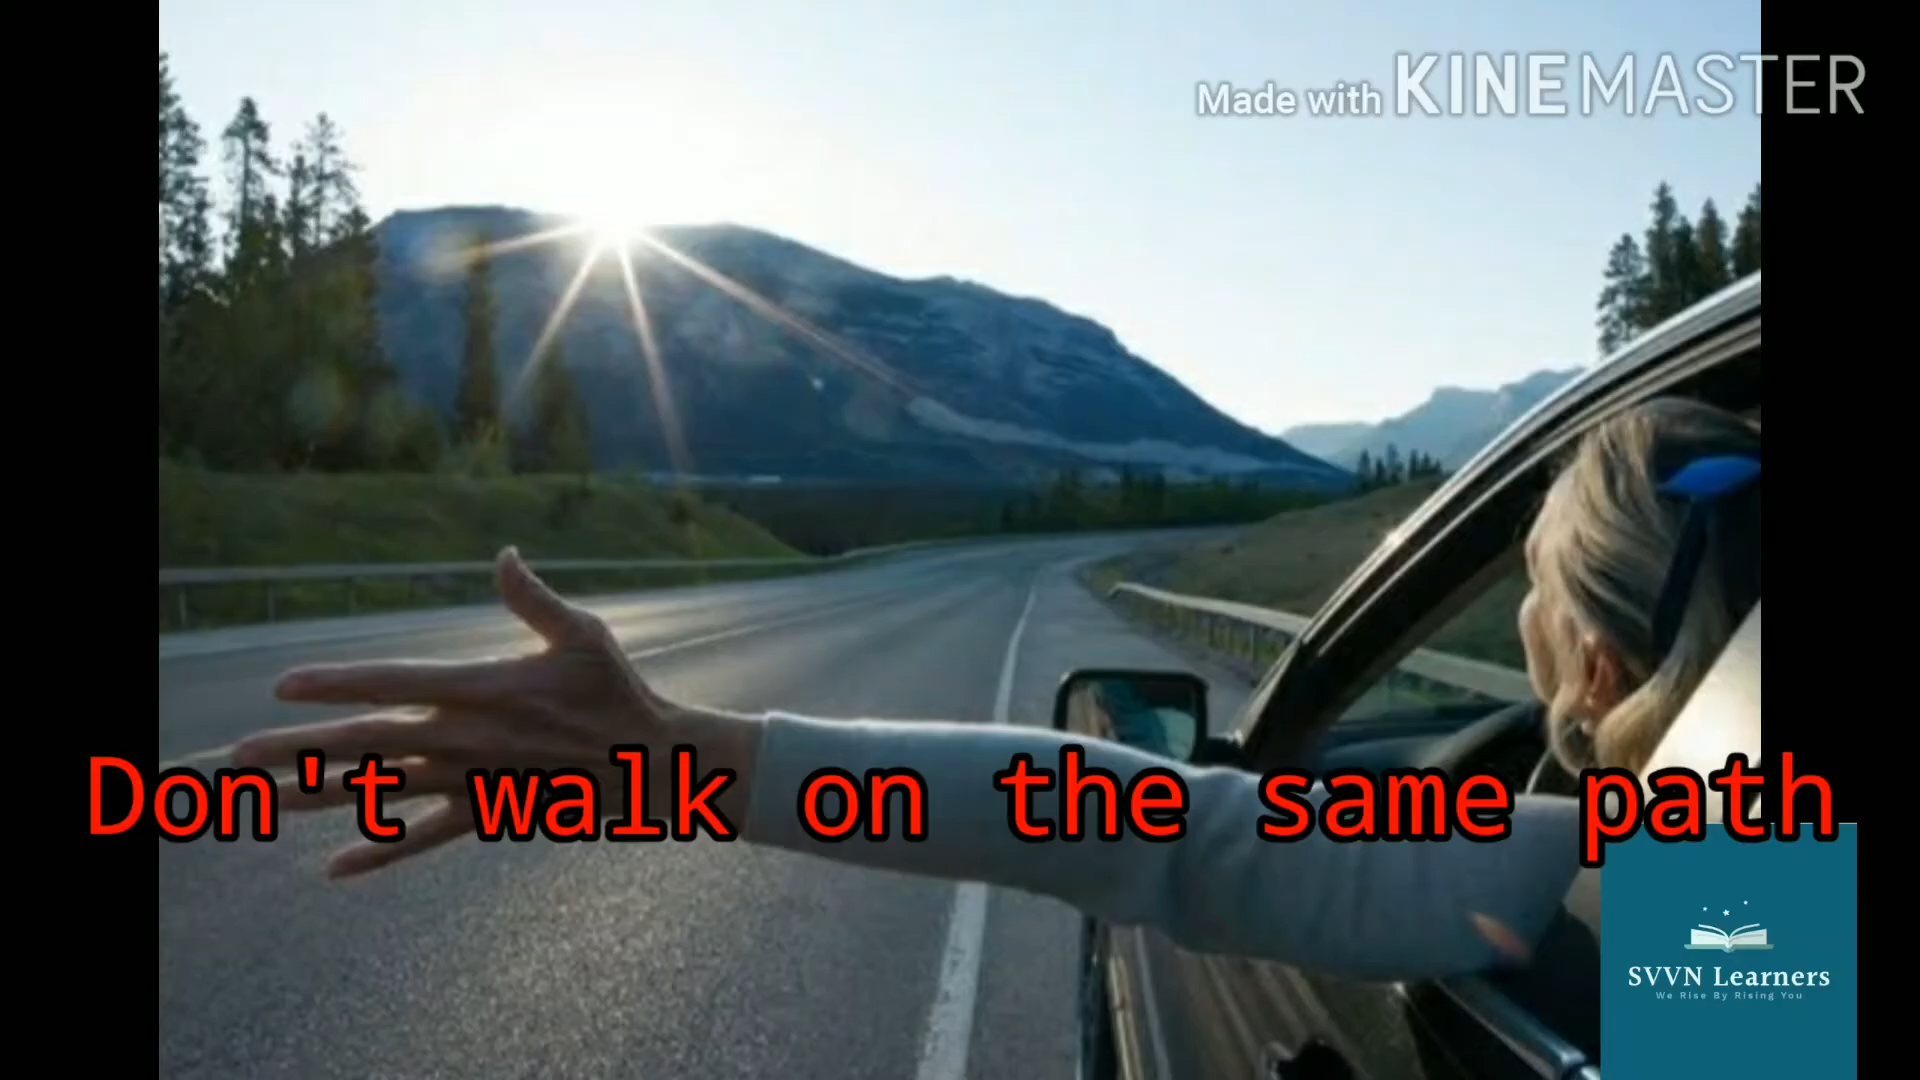 Made with KINEMASTER
Don't walk on the same path
SVVN Learners
We Rise By Rising You